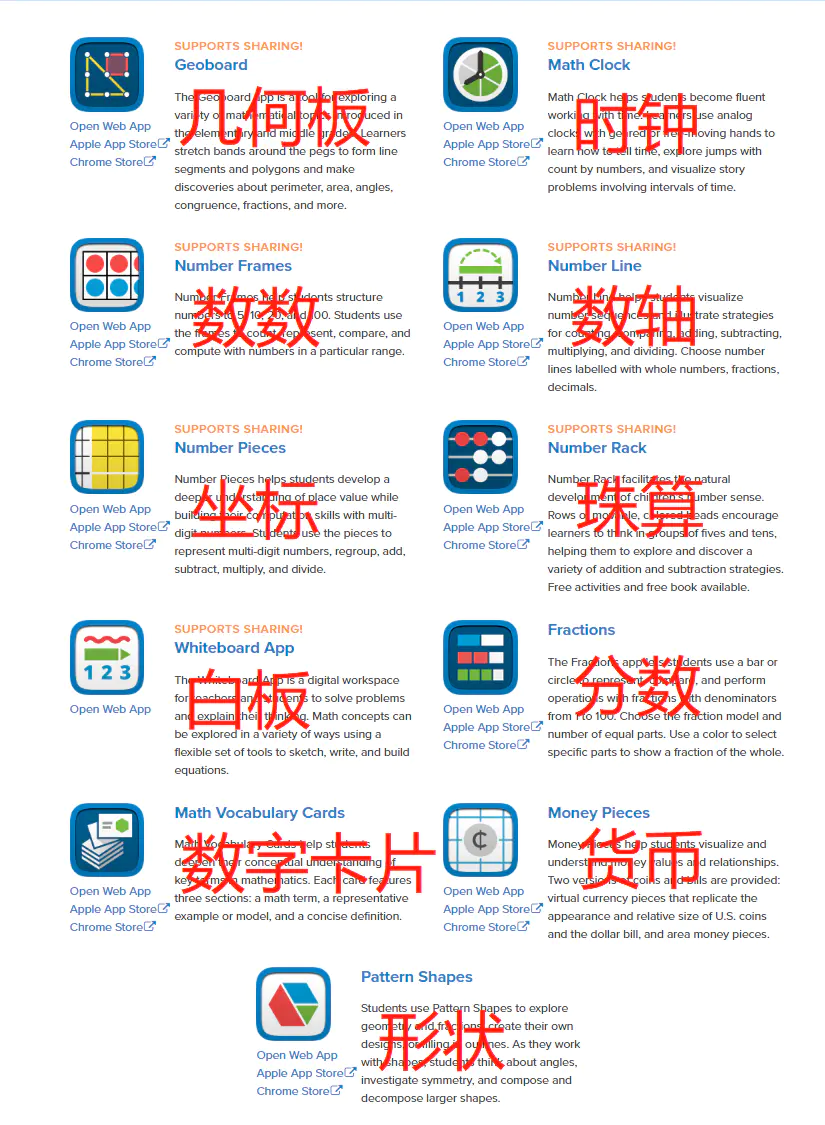 SUPPORTS SHARING!
Geoboard
The Geoboard app is a tool for exploring a
variety of mathematical topics introduced in
the elementary and middle grades. Learners
stretch bands around the pegs to form line
segments and polygons and make
discoveries about perimeter, area, angles,
congruence, fractions, and more.
几何板
Open Web App
Apple App Store
Chrome Store
SUPPORTS SHARING!
Math Clock
Math Clock helps students become fluent
working with time. Learners use analog
clocks with geared or free-moving hands to
learn how to tell time, explore jumps with
count by numbers, and visualize story
problems involving intervals of time.
时钟
Open Web App
Apple App Store
Chrome Store
SUPPORTS SHARING!
Number Frames
Number Frames help students structure
numbers to 5, 10, 20, and 100. Students use
the frames to count, represent, compare, and
compute with numbers in a particular range.
数数
Open Web App
Apple App Store
Chrome Store
1 2 3
SUPPORTS SHARING!
Number Line
Number Line helps students visualize
number sequences and illustrate strategies
for counting, comparing, adding, subtracting,
multiplying, and dividing. Choose number
lines labelled with whole numbers, fractions,
decimals.
数轴
Open Web App
Apple App Store
Chrome Store
SUPPORTS SHARING!
Number Pieces
Number Pieces helps students develop a
deeper understanding of place value while
building their computation skills with multi-
digit numbers. Students use the pieces to
represent multi-digit numbers, regroup, add,
subtract, multiply, and divide.
坐标
Open Web App
Apple App Store
Chrome Store
SUPPORTS SHARING!
Number Rack
Number Rack facilitates the natural
development of children's number sense.
Rows of movable, colored beads encourage
learners to think in groups of fives and tens,
helping them to explore and discover a
variety of addition and subtraction strategies.
Free activities and free book available.
珠算
Open Web App
Apple App Store
Chrome Store
1 2 3
SUPPORTS SHARING!
Whiteboard App
The Whiteboard App is a digital workspace
for teachers and students to solve problems
and explain their thinking. Math concepts can
be explored in a variety of ways using a
flexible set of tools to sketch, write, and build
equations.
白板
Open Web App
Fractions
The Fractions app lets students use a bar or
circle to represent, compare, and perform
operations with fractions with denominators
from 1 to 100. Choose the fraction model and
number of equal parts. Use a color to select
specific parts to show a fraction of the whole.
分数
Open Web App
Apple App Store
Chrome Store
Math Vocabulary Cards
Math Vocabulary Cards help students
deepen their conceptual understanding of
key terms in mathematics. Each card features
three sections: a math term, a representative
example or model, and a concise definition.
数字卡片
Open Web App
Apple App Store
Chrome Store
¢
Money Pieces
Money Pieces help students visualize and
understand money values and relationships.
Two versions of coins and bills are provided:
virtual currency pieces that replicate the
appearance and relative size of U.S. coins
and the dollar bill, and area money pieces.
货币
Open Web App
Apple App Store
Chrome Store
Pattern Shapes
Students use Pattern Shapes to explore
geometry and fractions, create their own
designs, or filling in outlines. As they work
with shapes, students think about angles,
investigate symmetry, and compose and
decompose larger shapes.
形状
Open Web App
Apple App Store
Chrome Store